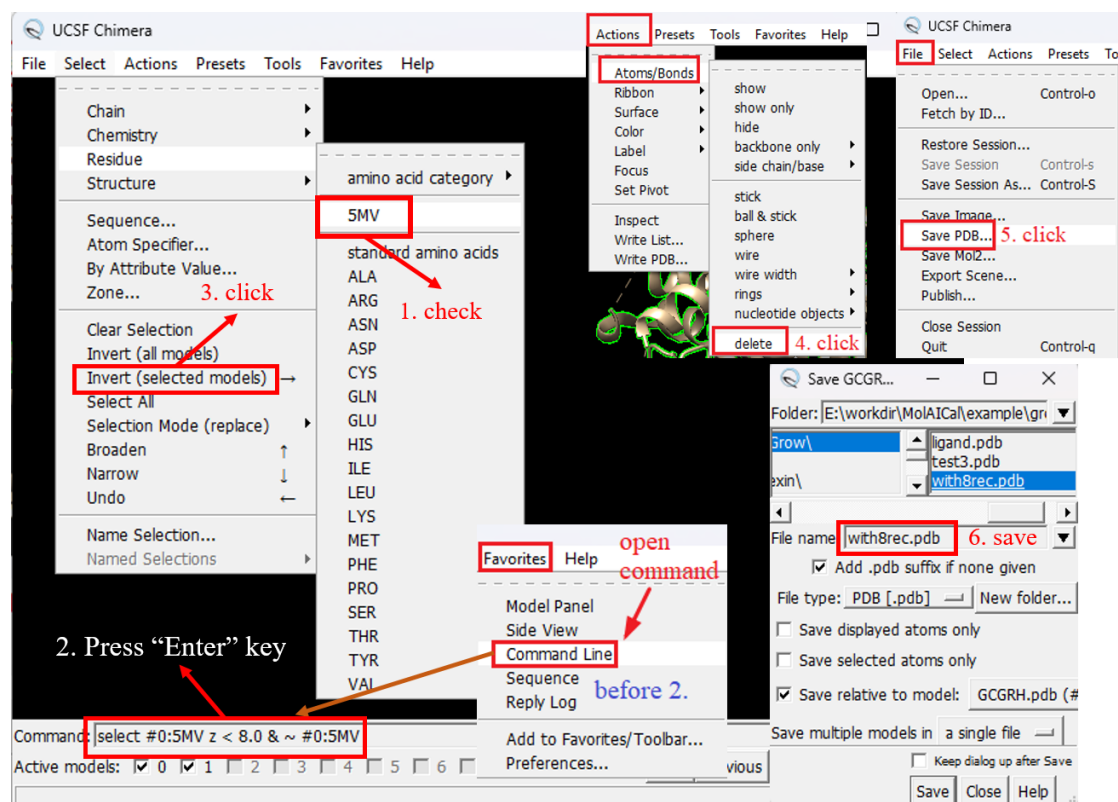 UCSF Chimera
File Select Actions Presets Tools Favorites Help
Chain
Chemistry
Residue
Structure
Sequence...
Atom Specifier...
By Attribute Value...
Zone...
3. click
Clear Selection
Invert (all models)
Invert (selected models) →
Select All
Selection Mode (replace)
Broaden ↑
Narrow ↓
Undo ←
Name Selection...
Named Selections
amino acid category
5MV
standard amino acids
1. check
ALA
ARG
ASN
ASP
CYS
GLN
GLU
HIS
ILE
LEU
LYS
MET
PHE
PRO
SER
THR
TYR
VAL
2. Press “Enter” key
Command: select #0:5MV z < 8.0 & ~ #0:5MV
Active models: 0 1 2 3 4 5 6
Actions Presets Tools Favorites Help
Atoms/Bonds
Ribbon
Surface
Color
Label
Focus
Set Pivot
Inspect
Write List...
Write PDB...
show
show only
hide
backbone only
side chain/base
stick
ball & stick
sphere
wire
wire width
rings
nucleotide objects
delete 4. click
UCSF Chimera
File Select Actions Presets To
Open... Control-o
Fetch by ID...
Restore Session...
Save Session Control-s
Save Session As... Control-S
Save Image...
Save PDB... 5. click
Save Mol2...
Export Scene...
Publish...
Close Session
Quit Control-q
Favorites Help
open
command
Model Panel
Side View
Command Line
Sequence
Reply Log
before 2.
Add to Favorites/Toolbar...
Preferences...
vious
Save GCGR...
Folder: E:\workdir\MolAICal\example\gr
Grow\
exin\
ligand.pdb
test3.pdb
with8rec.pdb
File name: with8rec.pdb 6. save
Add .pdb suffix if none given
File type: PDB [.pdb] New folder...
Save displayed atoms only
Save selected atoms only
Save relative to model: GCGRH.pdb (#
Save multiple models in a single file
Keep dialog up after Save
Save Close Help